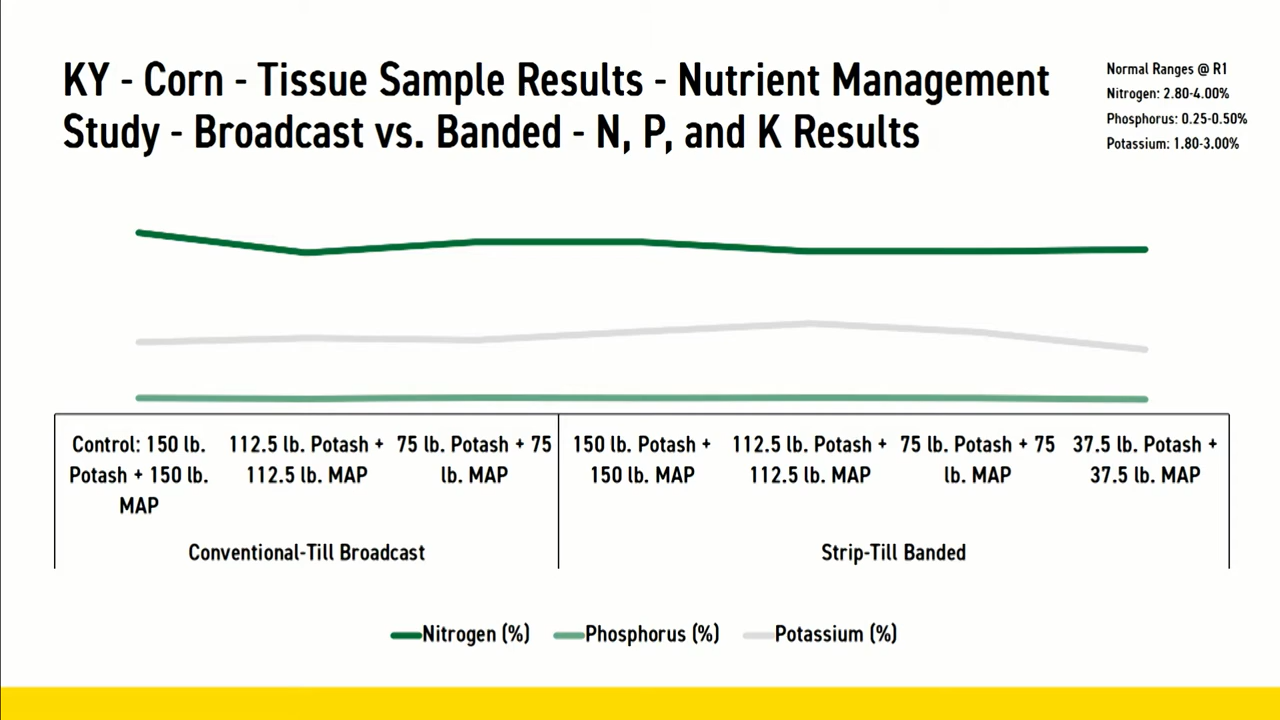 KY - Corn - Tissue Sample Results - Nutrient Management
Study - Broadcast vs. Banded - N, P, and K Results
Normal Ranges @ R1
Nitrogen: 2.80-4.00%
Phosphorus: 0.25-0.50%
Potassium: 1.80-3.00%
Control: 150 lb.
Potash + 150 lb.
MAP
112.5 lb. Potash +
112.5 lb. MAP
75 lb. Potash + 75
lb. MAP
150 lb. Potash +
150 lb. MAP
112.5 lb. Potash +
112.5 lb. MAP
75 lb. Potash + 75
lb. MAP
37.5 lb. Potash +
37.5 lb. MAP
Conventional-Till Broadcast
Strip-Till Banded
Nitrogen (%)
Phosphorus (%)
Potassium (%)